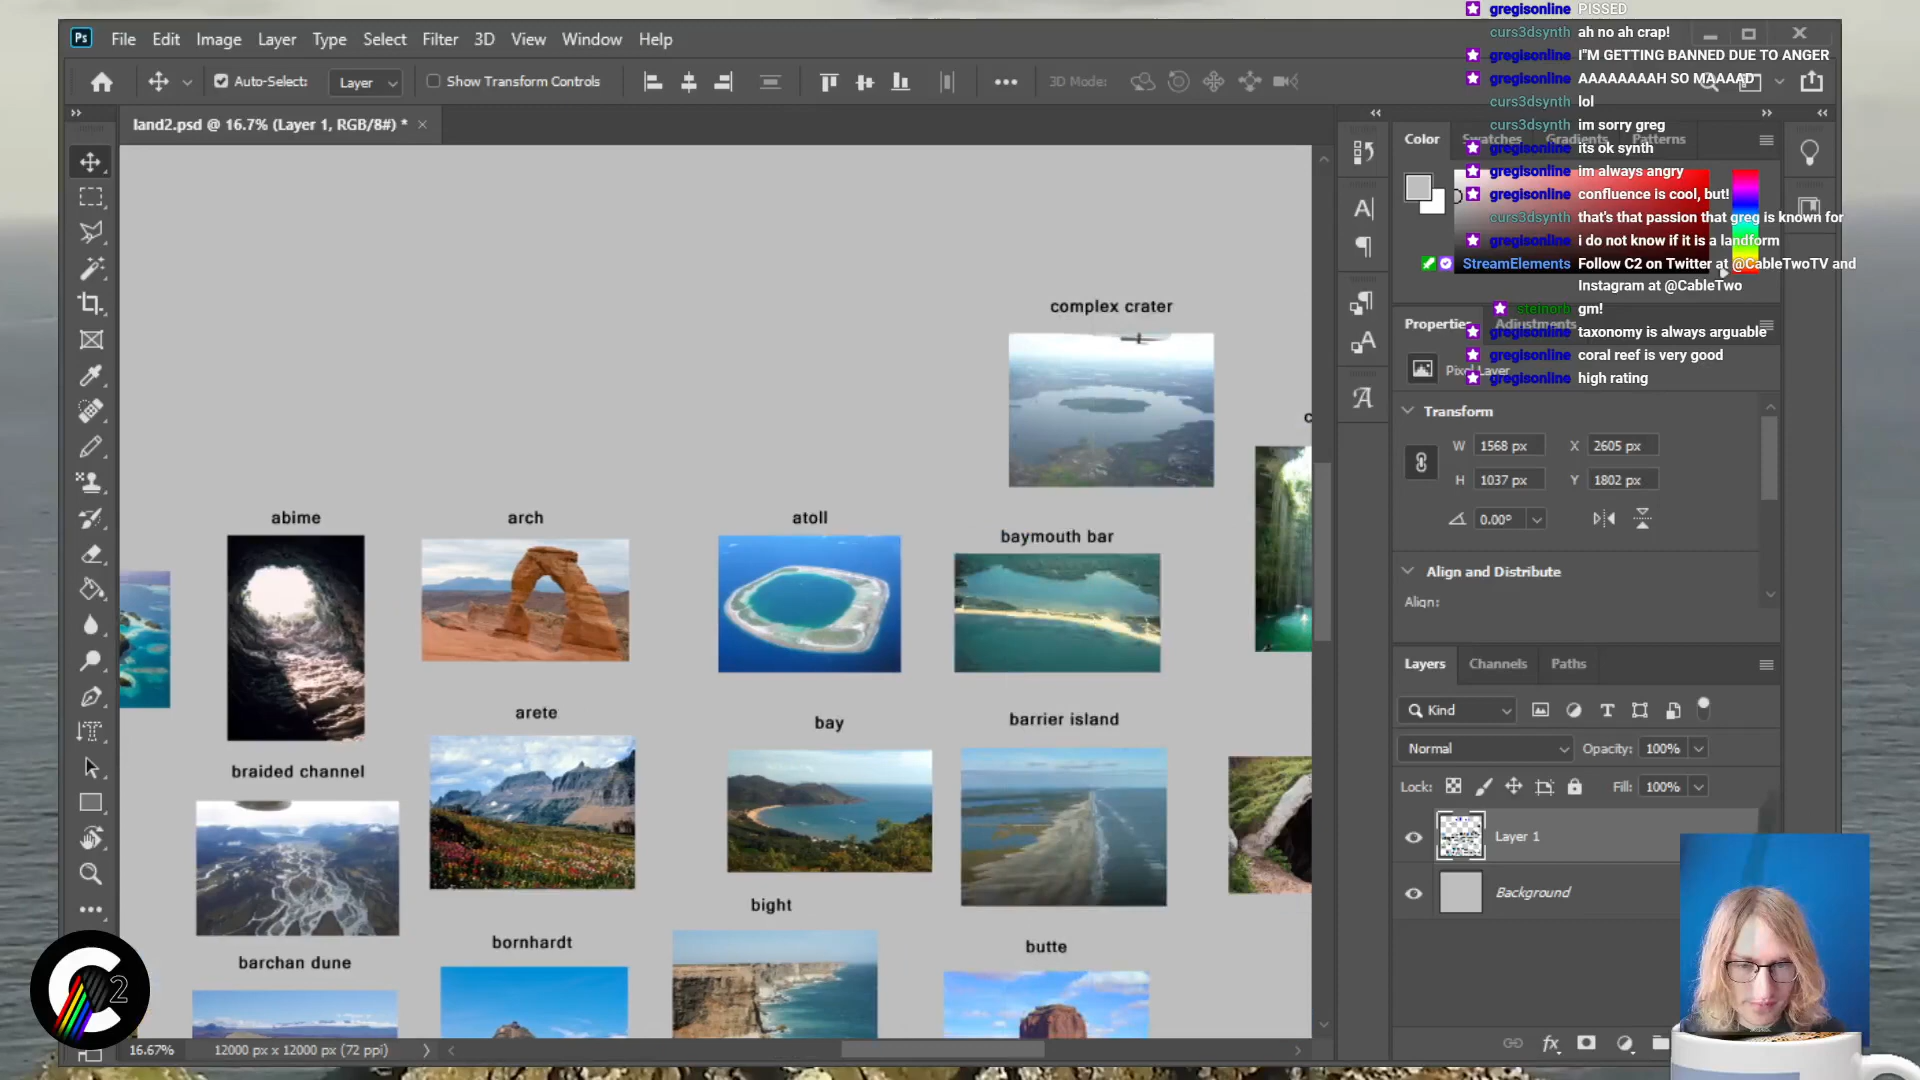 Ps File Edit Image Layer Type Select Filter 3D View Window Help
Auto-Select: Layer Show Transform Controls 3D Mode:
land2.psd @ 16.7% (Layer 1, RGB/8#) *
gregisonline PISSED
curs3dsynth ah no ah crap!
gregisonline I"M GETTING BANNED DUE TO ANGER
gregisonline AAAAAAAAH SO MAAAAD
curs3dsynth lol
curs3dsynth im sorry greg
gregisonline its ok synth
gregisonline im always angry
gregisonline confluence is cool, but!
curs3dsynth that's that passion that greg is known for
gregisonline i do not know if it is a landform
StreamElements Follow C2 on Twitter at @CableTwoTV and
Instagram at @CableTwo
steinorb gm!
gregisonline taxonomy is always arguable
gregisonline coral reef is very good
gregisonline high rating
Color Swatches Gradients Patterns
Properties Adjustments
Pixel Layer
Transform
W 1568 px X 2605 px
H 1037 px Y 1802 px
0.00°
Align and Distribute
Align:
Layers Channels Paths
Kind
Normal Opacity: 100%
Lock: Fill: 100%
Layer 1
Background
complex crater
c
abime arch atoll
baymouth bar
arete
bay
barrier island
braided channel
bight
bornhardt
butte
barchan dune
16.67% 12000 px x 12000 px (72 ppi)
C 2